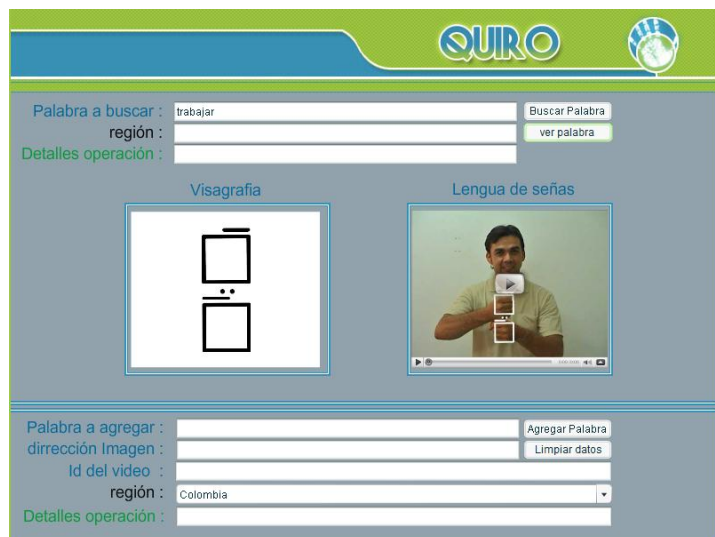 QUIRO
Palabra a buscar : trabajar Buscar Palabra
región : ver palabra
Detalles operación :
Visagrafia Lengua de señas
Palabra a agregar : Agregar Palabra
dirrección Imagen : Limpiar datos
Id del video :
región : Colombia
Detalles operación :